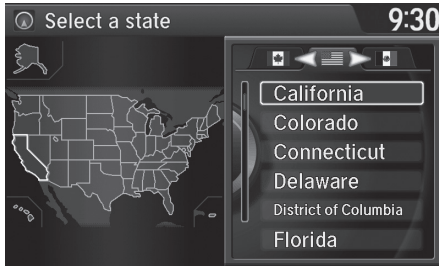 Select a state
9:30
California
Colorado
Connecticut
Delaware
District of Columbia
Florida